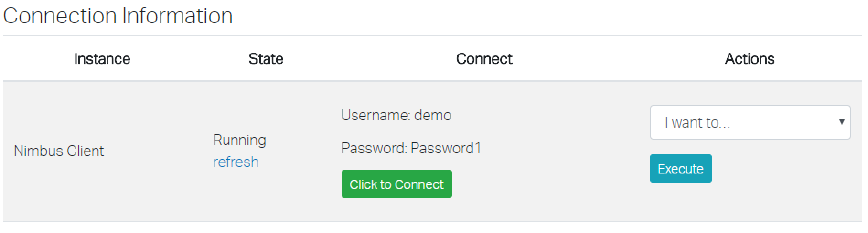 Connection Information
Instance State Connect Actions
Nimbus Client
Running
refresh
Username: demo
Password: Password1
Click to Connect
I want to...
Execute